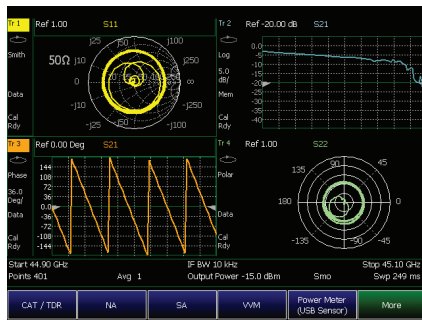 Tr 1 Ref 1.00 S11
Smith
Data
Cal
Rdy
50Ω
j25 j50 j100
j10 j250
0 ∞
-j10 -j250
-j25 -j50 -j100
Tr 2 Ref -20.00 dB S21
Log
5.0
dB/
Mem
Cal
Rdy
0.0
-5
-10
-15
-20
-25
-30
-35
-40
Tr 3 Ref 0.00 Deg S21
Phase
36.0
Deg/
Data
Cal
Rdy
144
108
72
36
0.0
-36
-72
-108
-144
Tr 4 Ref 1.00 S22
Polar
Data
Cal
Rdy
135 90 45
180 0
-135 -90 -45
Start 44.90 GHz IF BW 10 kHz Stop 45.10 GHz
Points 401 Avg 1 Output Power -15.0 dBm Smo Swp 249 ms
CAT / TDR NA SA VVM Power Meter (USB Sensor) More